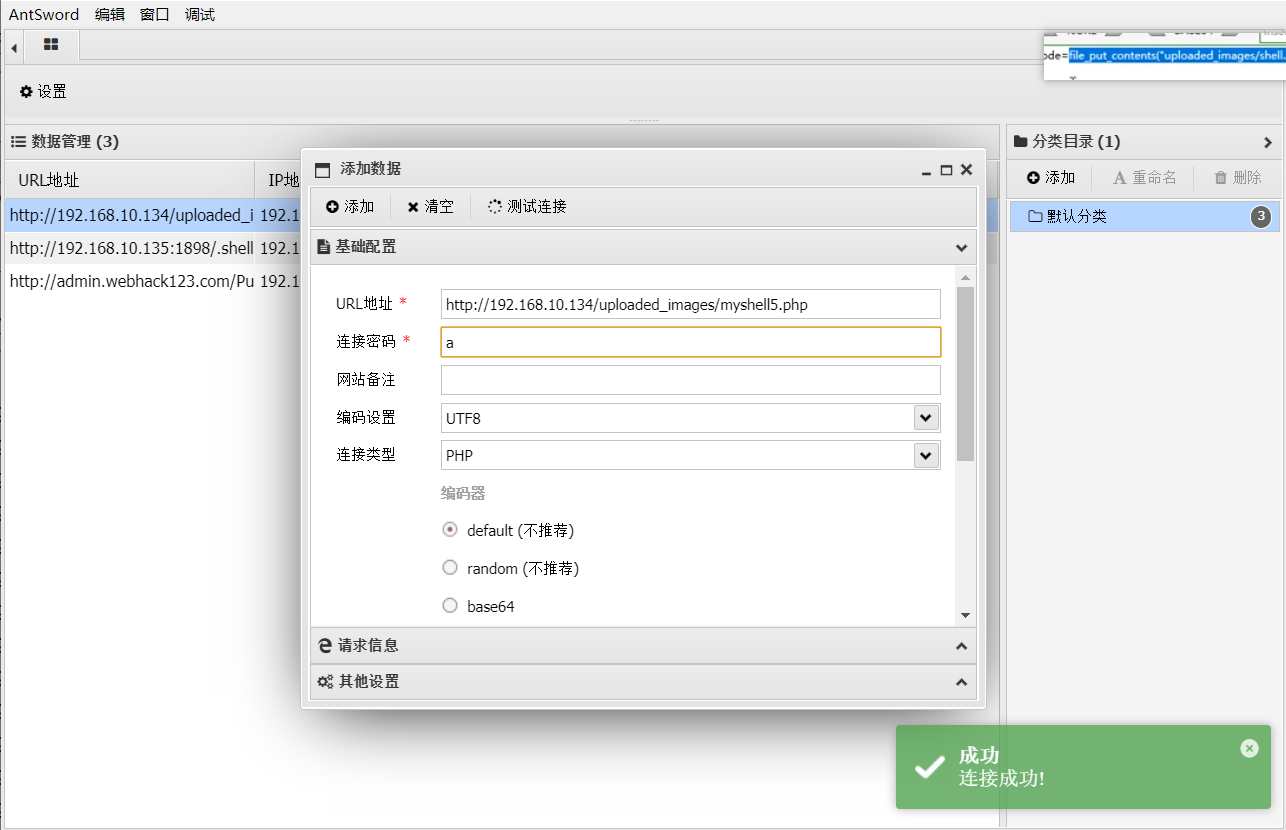 AntSword 编辑 窗口 调试
ode=file_put_contents("uploaded_images/shell.
设置
数据管理 (3)
分类目录 (1)
URL地址 IP地
添加 重命名 删除
http://192.168.10.134/uploaded_i 192.1
http://192.168.10.135:1898/.shell 192.1
http://admin.webhack123.com/Pu 192.1
默认分类 3
添加数据
添加 清空 测试连接
基础配置
URL地址 * http://192.168.10.134/uploaded_images/myshell5.php
连接密码 * a
网站备注
编码设置 UTF8
连接类型 PHP
编码器
default (不推荐)
random (不推荐)
base64
请求信息
其他设置
成功
连接成功!